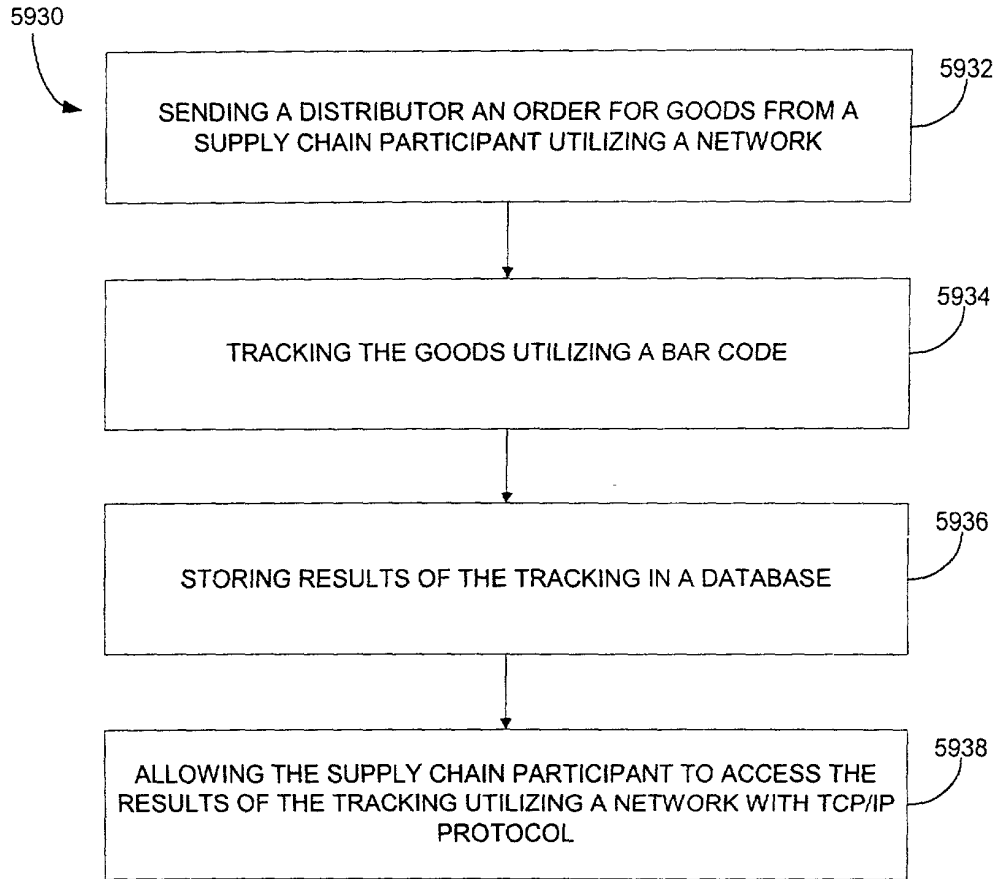 5930
5932
SENDING A DISTRIBUTOR AN ORDER FOR GOODS FROM A
SUPPLY CHAIN PARTICIPANT UTILIZING A NETWORK
5934
TRACKING THE GOODS UTILIZING A BAR CODE
5936
STORING RESULTS OF THE TRACKING IN A DATABASE
5938
ALLOWING THE SUPPLY CHAIN PARTICIPANT TO ACCESS THE
RESULTS OF THE TRACKING UTILIZING A NETWORK WITH TCP/IP
PROTOCOL